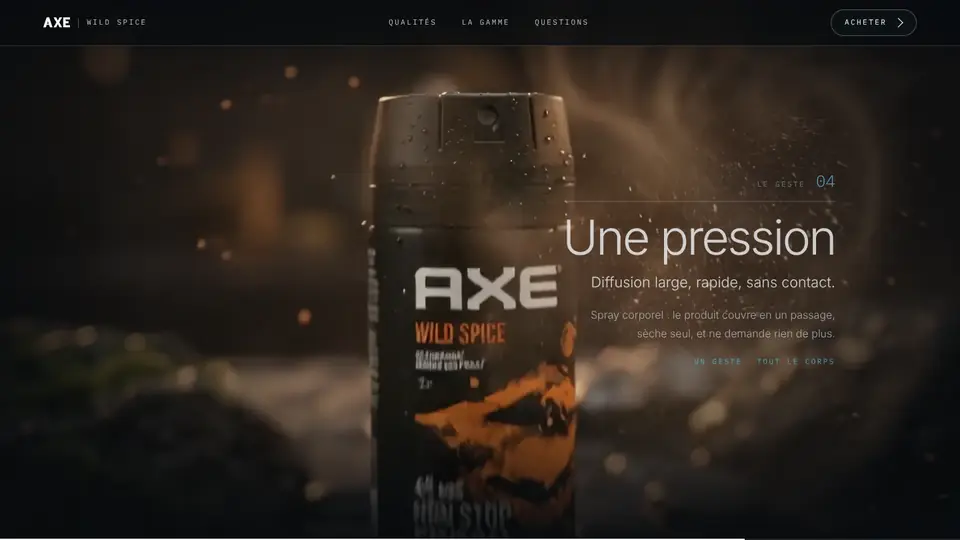 AXE | WILD SPICE
QUALITÉS
LA GAMME
QUESTIONS
ACHETER
LE GESTE 04
Une pression
Diffusion large, rapide, sans contact.
Spray corporel : le produit couvre en un passage,
sèche seul, et ne demande rien de plus.
UN GESTE TOUT LE CORPS
AXE
WILD SPICE
NON STOP